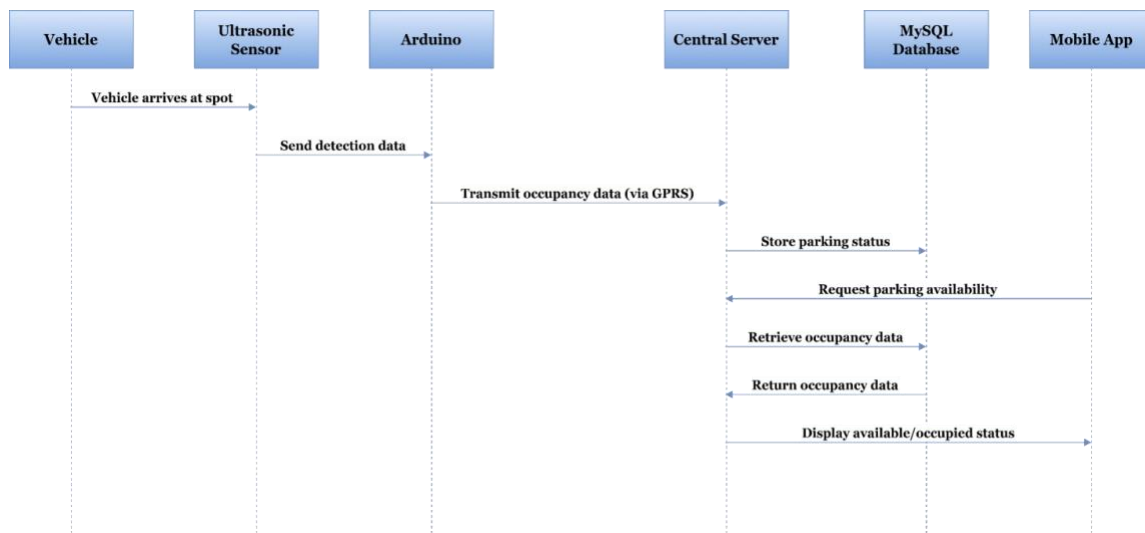 Vehicle
Ultrasonic
Sensor
Arduino
Central Server
MySQL
Database
Mobile App
Vehicle arrives at spot
Send detection data
Transmit occupancy data (via GPRS)
Store parking status
Request parking availability
Retrieve occupancy data
Return occupancy data
Display available/occupied status